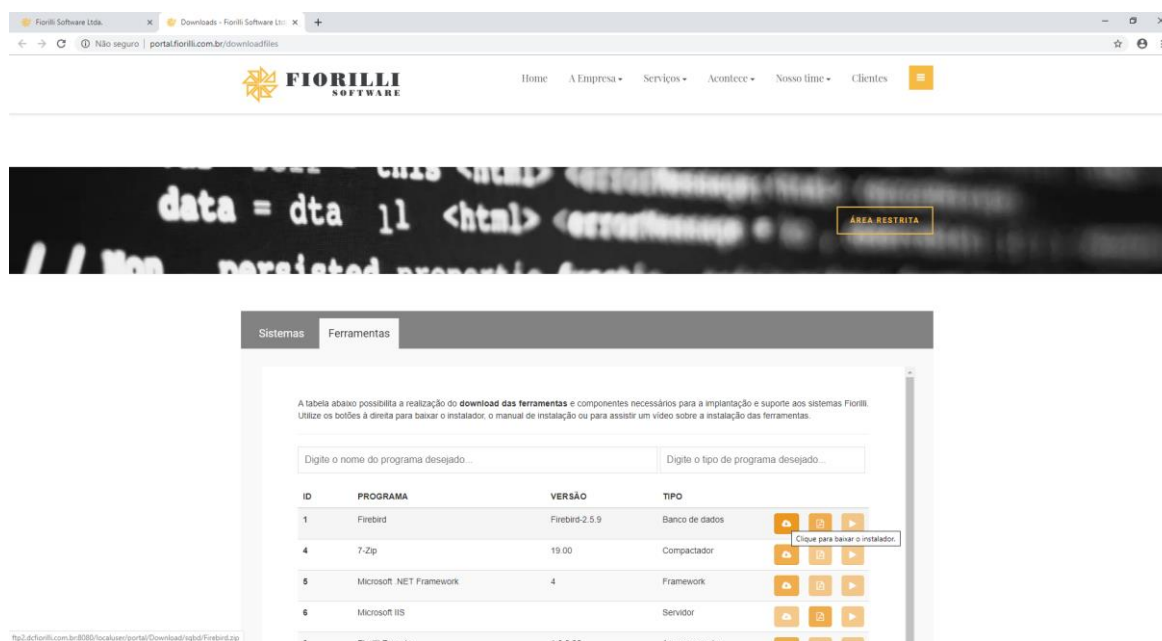 Fiorilli Software Ltda.
Downloads - Fiorilli Software Ltd
Não seguro | portal.fiorilli.com.br/downloadfiles
FIORILLI
SOFTWARE
Home A Empresa Serviços Acontece Nosso time Clientes
data = dta
<html>
ÁREA RESTRITA
Sistemas Ferramentas
A tabela abaixo possibilita a realização do download das ferramentas e componentes necessários para a implantação e suporte aos sistemas Fiorilli.
Utilize os botões à direita para baixar o instalador, o manual de instalação ou para assistir um vídeo sobre a instalação das ferramentas.
Digite o nome do programa desejado... Digite o tipo de programa desejado...
ID PROGRAMA VERSÃO TIPO
1 Firebird Firebird-2.5.9 Banco de dados
Clique para baixar o instalador.
4 7-Zip 19.00 Compactador
5 Microsoft .NET Framework 4 Framework
6 Microsoft IIS Servidor
ftp2.dcfiorilli.com.br:8080/localuser/portal/Download/sgbd/Firebird.zip